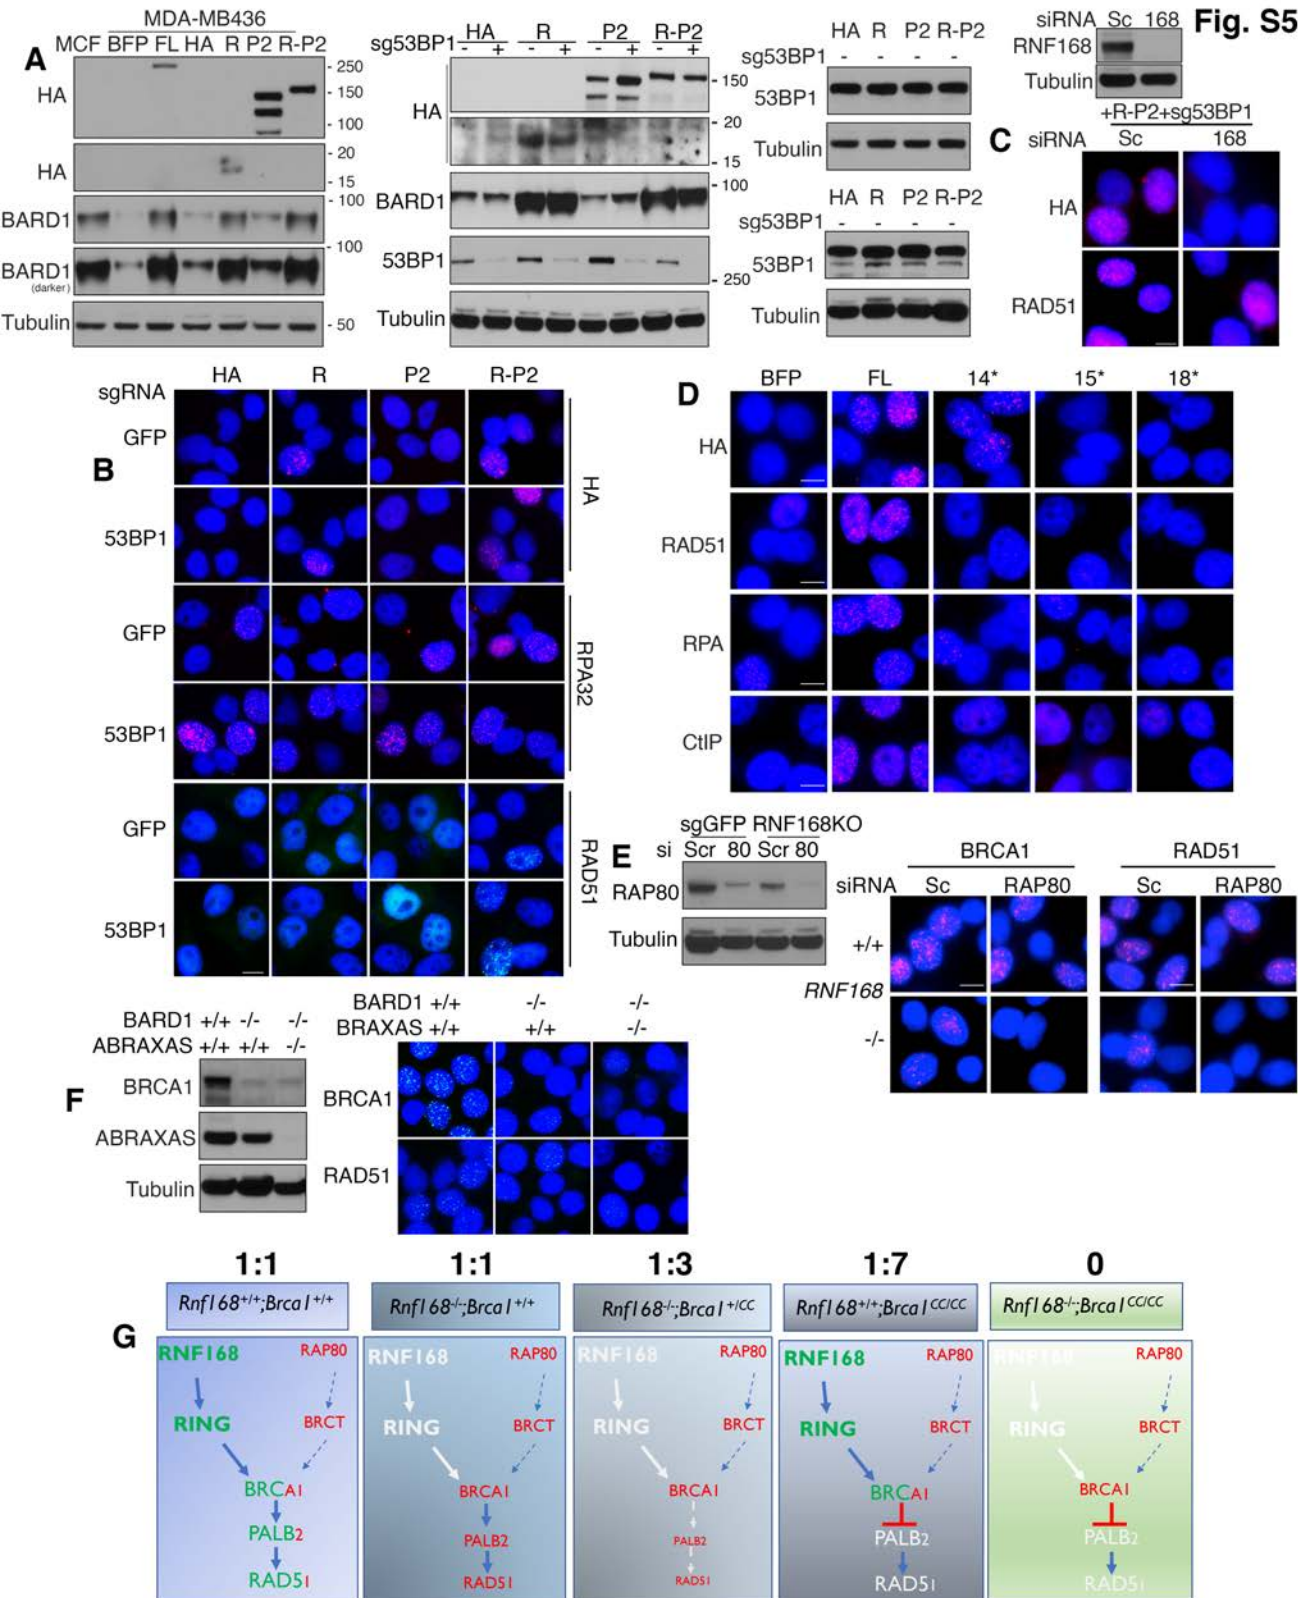 Fig. S5
A
MDA-MB436
MCF BFP FL HA R P2 R-P2
HA
- 250
- 150
100
HA
- 20
15
BARD1
- 100
BARD1
(darker)
- 100
Tubulin
- 50
HA R P2 R-P2
sg53BP1 - + - + - + - +
HA
- 150
20
15
BARD1
- 100
53BP1
- 250
Tubulin
HA R P2 R-P2
sg53BP1 - - - -
53BP1
Tubulin
HA R P2 R-P2
sg53BP1 - - - -
53BP1
Tubulin
siRNA Sc 168
RNF168
Tubulin
C
+R-P2+sg53BP1
siRNA Sc 168
HA
RAD51
B
HA R P2 R-P2
sgRNA
GFP
53BP1
HA
GFP
53BP1
RPA32
GFP
53BP1
RAD51
D
BFP FL 14* 15* 18*
HA
RAD51
RPA
CtIP
E
sgGFP RNF168KO
si Scr 80 Scr 80
RAP80
Tubulin
BRCA1 RAD51
siRNA Sc RAP80 Sc RAP80
+/+
RNF168
-/-
F
BARD1 +/+ -/- -/-
ABRAXAS +/+ +/+ -/-
BRCA1
ABRAXAS
Tubulin
BARD1 +/+ -/- -/-
BRAXAS +/+ +/+ -/-
BRCA1
RAD51
G
1:1 1:1 1:3 1:7 0
Rnf168+/+;Brca1+/+
Rnf168-/-;Brca1+/+
Rnf168-/-;Brca1+/CC
Rnf168+/+;Brca1CC/CC
Rnf168-/-;Brca1CC/CC
RNF168 RAP80
RING BRCT
BRCA1
PALB2
RAD51
RNF168 RAP80
RING BRCT
BRCA1
PALB2
RAD51
RNF168 RAP80
RING BRCT
BRCA1
PALB2
RAD51
RNF168 RAP80
RING BRCT
BRCA1
PALB2
RAD51
RNF168 RAP80
RING BRCT
BRCA1
PALB2
RAD51